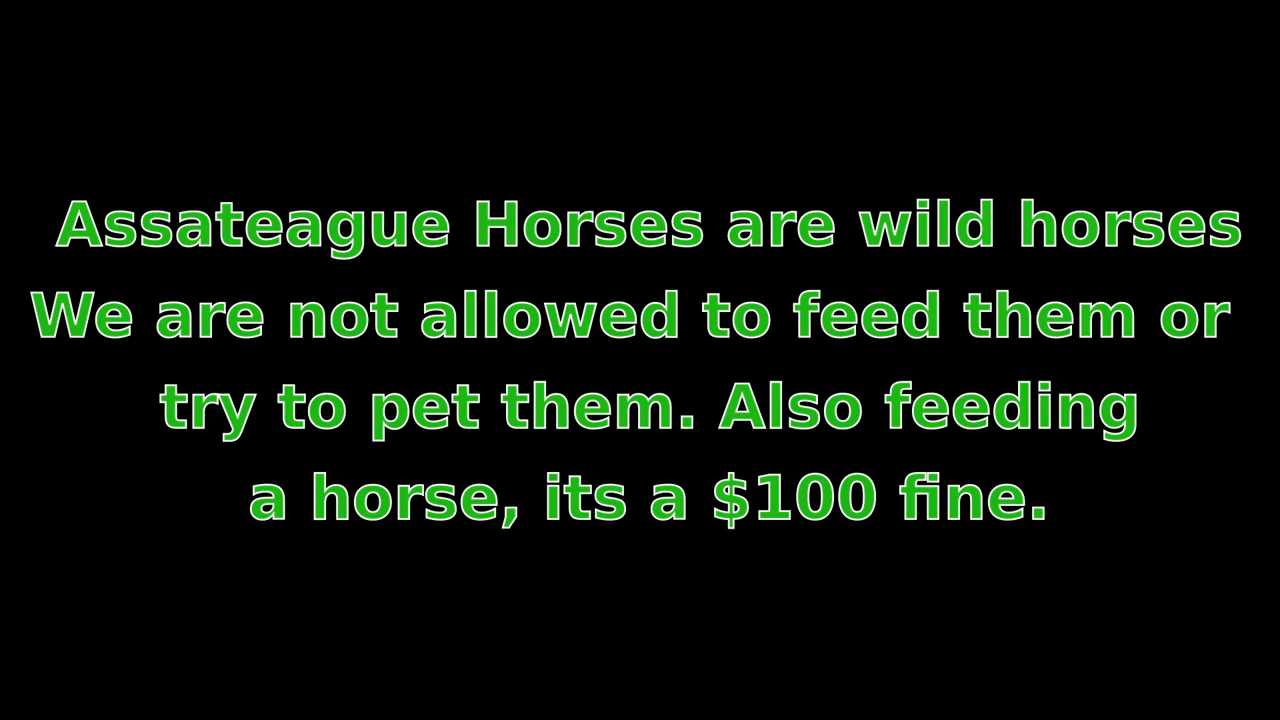 Assateague Horses are wild horses
We are not allowed to feed them or
try to pet them. Also feeding
a horse, its a $100 fine.